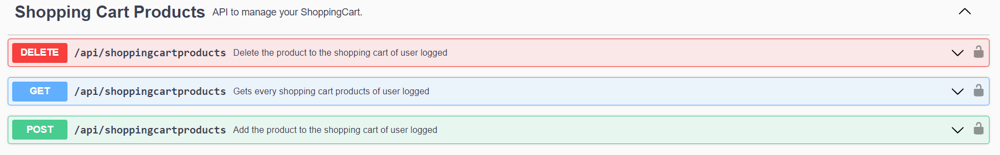 Shopping Cart Products API to manage your ShoppingCart.
DELETE /api/shoppingcartproducts Delete the product to the shopping cart of user logged
GET /api/shoppingcartproducts Gets every shopping cart products of user logged
POST /api/shoppingcartproducts Add the product to the shopping cart of user logged